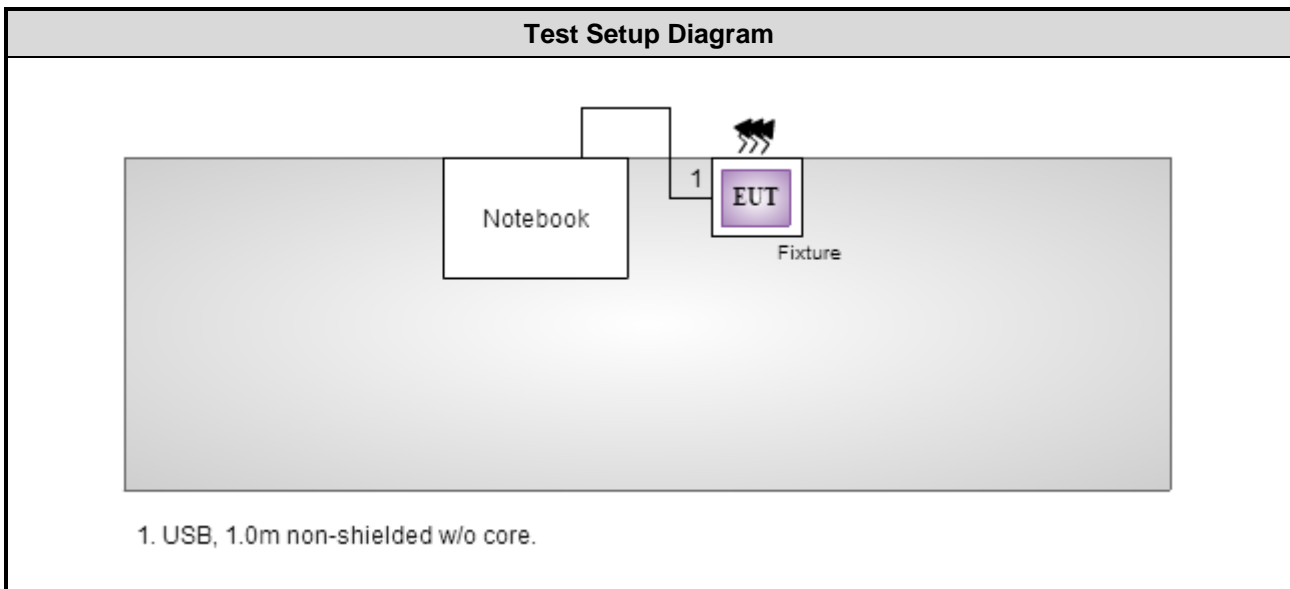 Test Setup Diagram
1
EUT
Notebook
Fixture
1. USB, 1.0m non-shielded w/o core.